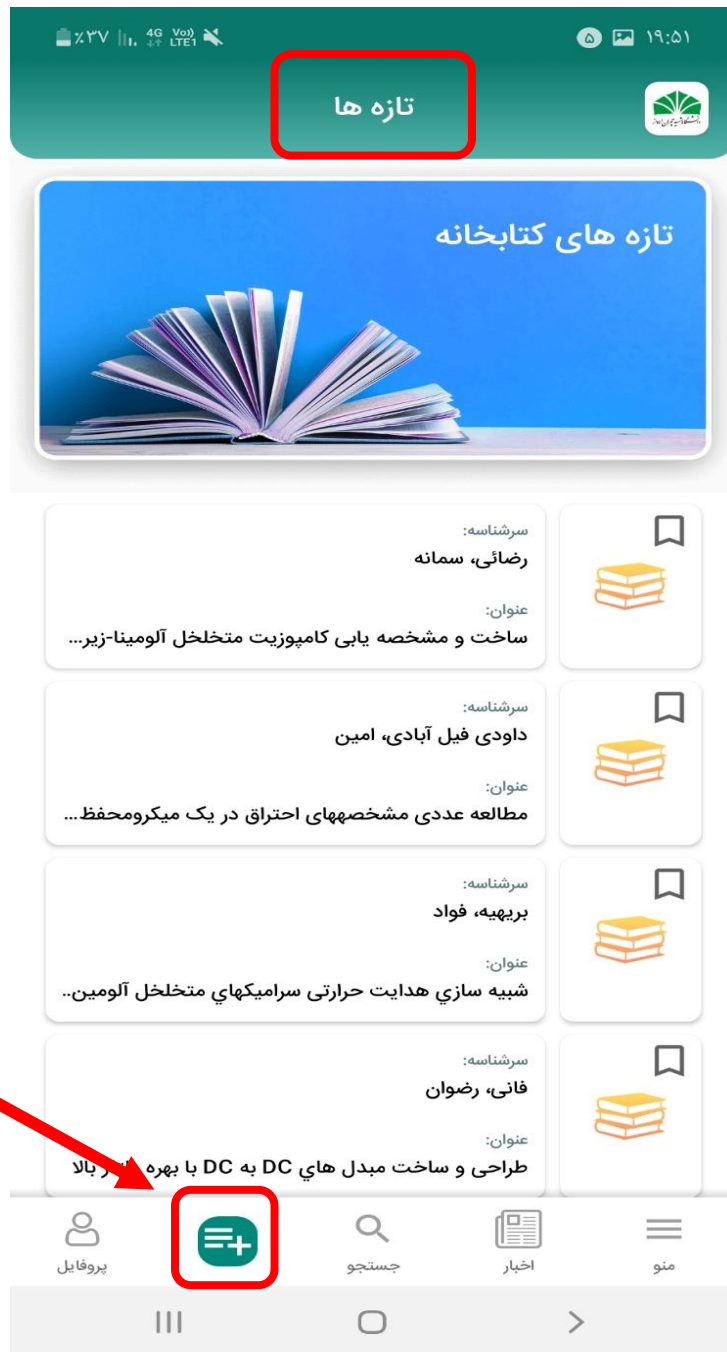 ۱۹:۵۱
۵
4G
Vo)) LTE1
٪۳۷
تازه ها
تازه های کتابخانه
سرشناسه:
رضائی، سمانه
عنوان:
ساخت و مشخصه یابی کامپوزیت متخلخل آلومینا-زیر...
سرشناسه:
داودی فیل آبادی، امین
عنوان:
مطالعه عددی مشخصههای احتراق در یک میکرومحفظ...
سرشناسه:
بریهیه، فواد
عنوان:
شبیه سازي هدایت حرارتی سرامیکهاي متخلخل آلومین..
سرشناسه:
فانی، رضوان
عنوان:
طراحی و ساخت مبدل هاي DC به DC با بهره بالا
منو
اخبار
جستجو
پروفایل